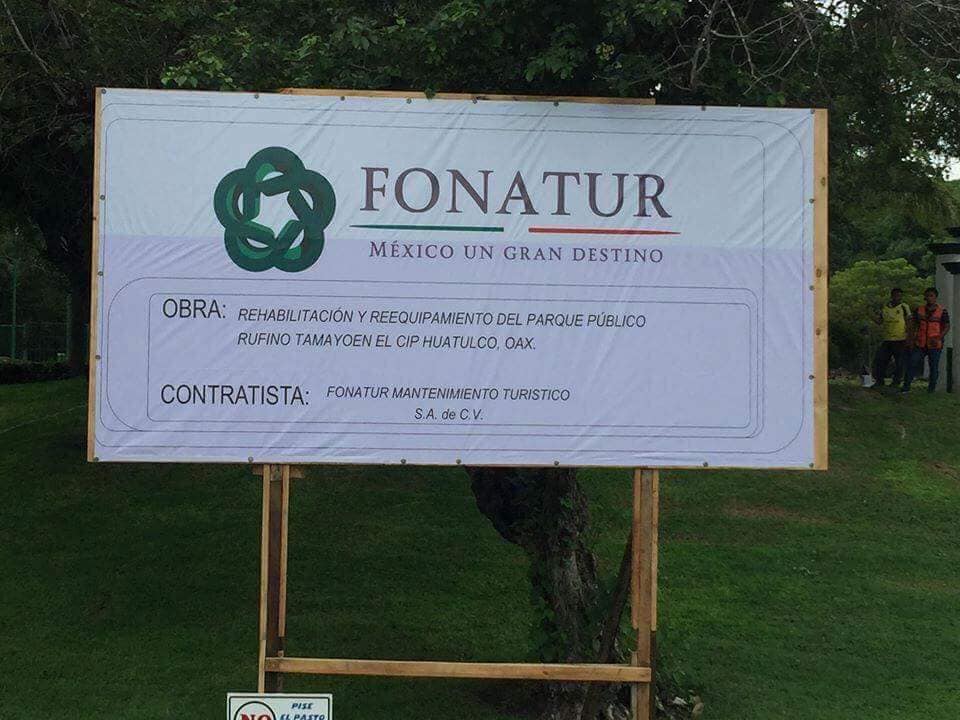 FONATUR
MÉXICO UN GRAN DESTINO
OBRA: REHABILITACIÓN Y REEQUIPAMIENTO DEL PARQUE PÚBLICO
RUFINO TAMAYOEN EL CIP HUATULCO, OAX.
CONTRATISTA: FONATUR MANTENIMIENTO TURISTICO
S.A. de C.V.
PISE
NO EL PASTO